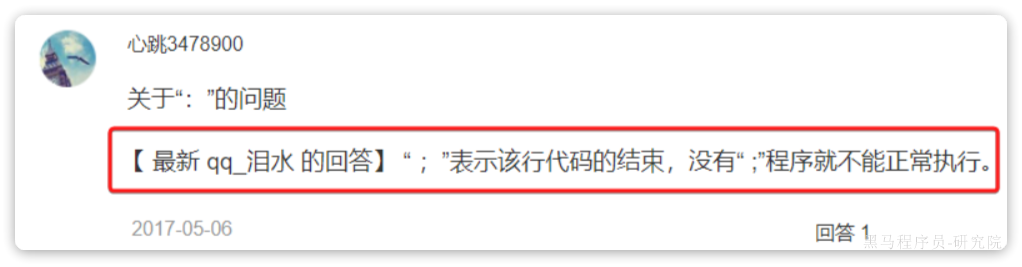 心跳3478900
关于“：”的问题
【 最新 qq_泪水 的回答】 “ ；”表示该行代码的结束，没有“ ;”程序就不能正常执行。
2017-05-06
回答 1
黑马程序员-研究院